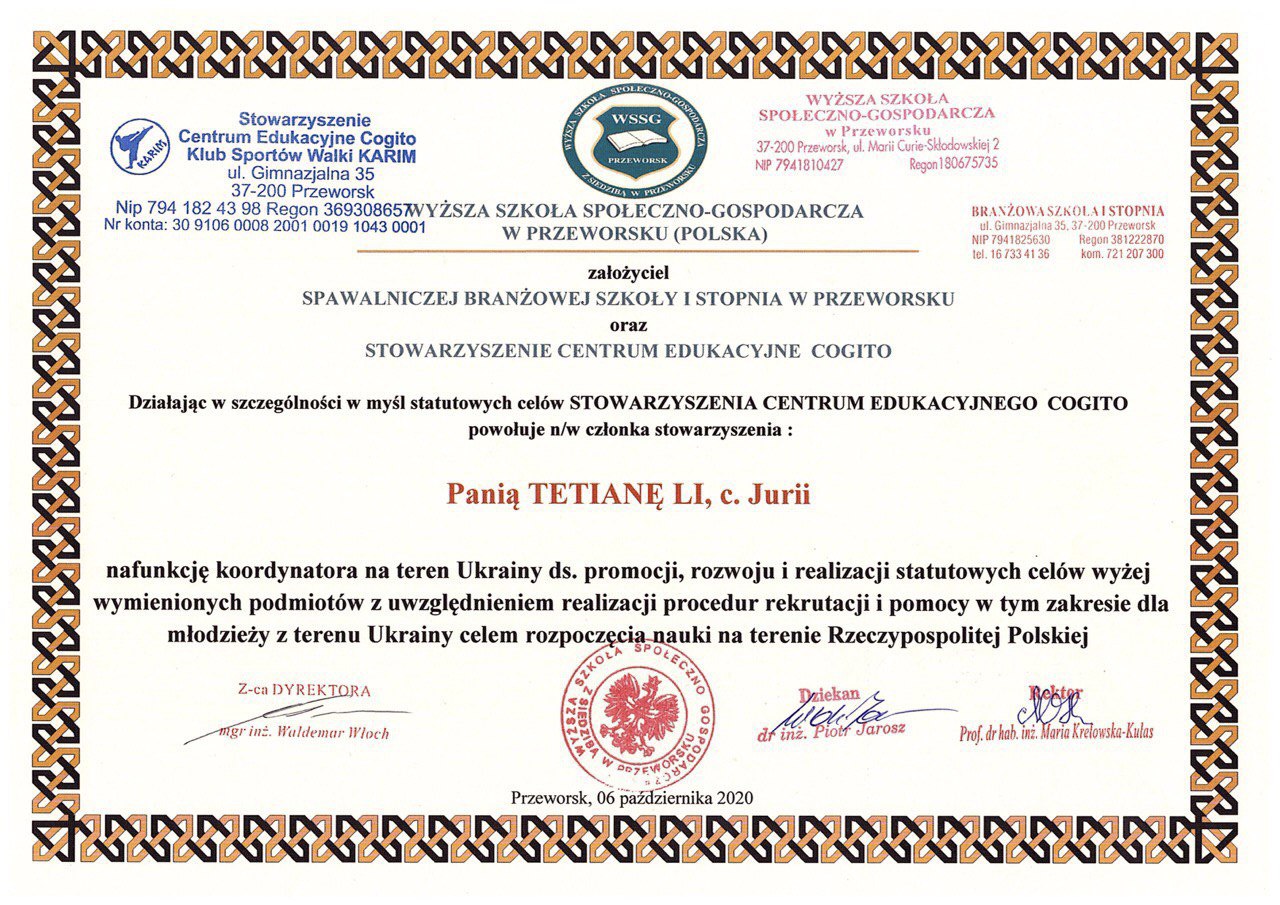 Stowarzyszenie
Centrum Edukacyjne Cogito
Klub Sportów Walki KARIM
ul. Gimnazjalna 35
37-200 Przeworsk
Nip 794 182 43 98 Regon 369308657
Nr konta: 30 9106 0008 2001 0019 1043 0001
KARIM
WYŻSZA SZKOŁA SPOŁECZNO-GOSPODARCZA
Z SIEDZIBĄ W PRZEWORSKU
WSSG
PRZEWORSK
WYŻSZA SZKOŁA
SPOŁECZNO-GOSPODARCZA
w Przeworsku
37-200 Przeworsk, ul. Marii Curie-Skłodowskiej 2
NIP 7941810427 Regon 180675735
WYŻSZA SZKOŁA SPOŁECZNO-GOSPODARCZA
W PRZEWORSKU (POLSKA)
BRANŻOWA SZKOŁA I STOPNIA
ul. Gimnazjalna 35, 37-200 Przeworsk
NIP 7941825630 Regon 381222870
tel. 16 733 41 36 kom. 721 207 300
założyciel
SPAWALNICZEJ BRANŻOWEJ SZKOŁY I STOPNIA W PRZEWORSKU
oraz
STOWARZYSZENIE CENTRUM EDUKACYJNE COGITO
Działając w szczególności w myśl statutowych celów STOWARZYSZENIA CENTRUM EDUKACYJNEGO COGITO
powołuje n/w członka stowarzyszenia :
Panią TETIANĘ LI, c. Jurii
nafunkcję koordynatora na teren Ukrainy ds. promocji, rozwoju i realizacji statutowych celów wyżej
wymienionych podmiotów z uwzględnieniem realizacji procedur rekrutacji i pomocy w tym zakresie dla
młodzieży z terenu Ukrainy celem rozpoczęcia nauki na terenie Rzeczypospolitej Polskiej
Z-ca DYREKTORA
mgr inż. Waldemar Włoch
WYŻSZA SZKOŁA SPOŁECZNO GOSPODARCZA
Z SIEDZIBĄ W PRZEWORSKU
Dziekan
dr inż. Piotr Jarosz
Rektor
Prof. dr hab. inż. Maria Krełowska-Kułas
Przeworsk, 06 października 2020